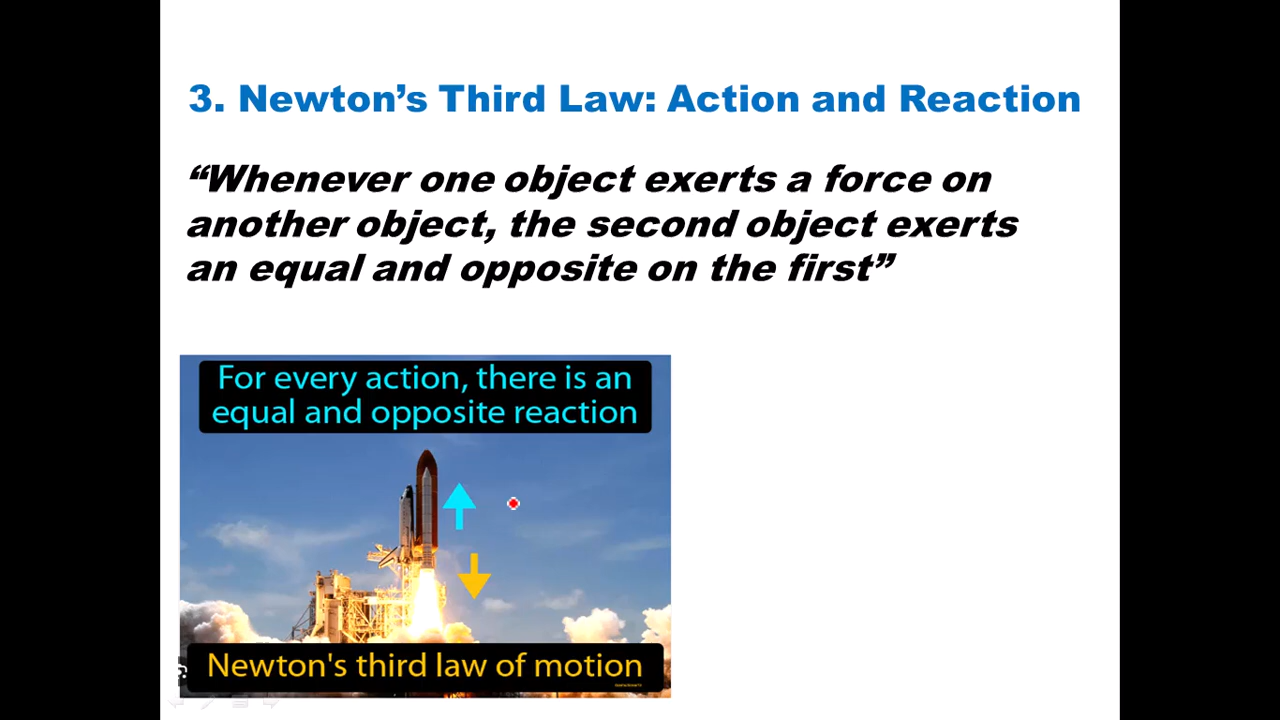 3. Newton’s Third Law: Action and Reaction
“Whenever one object exerts a force on
another object, the second object exerts
an equal and opposite on the first”
For every action, there is an
equal and opposite reaction
Newton's third law of motion